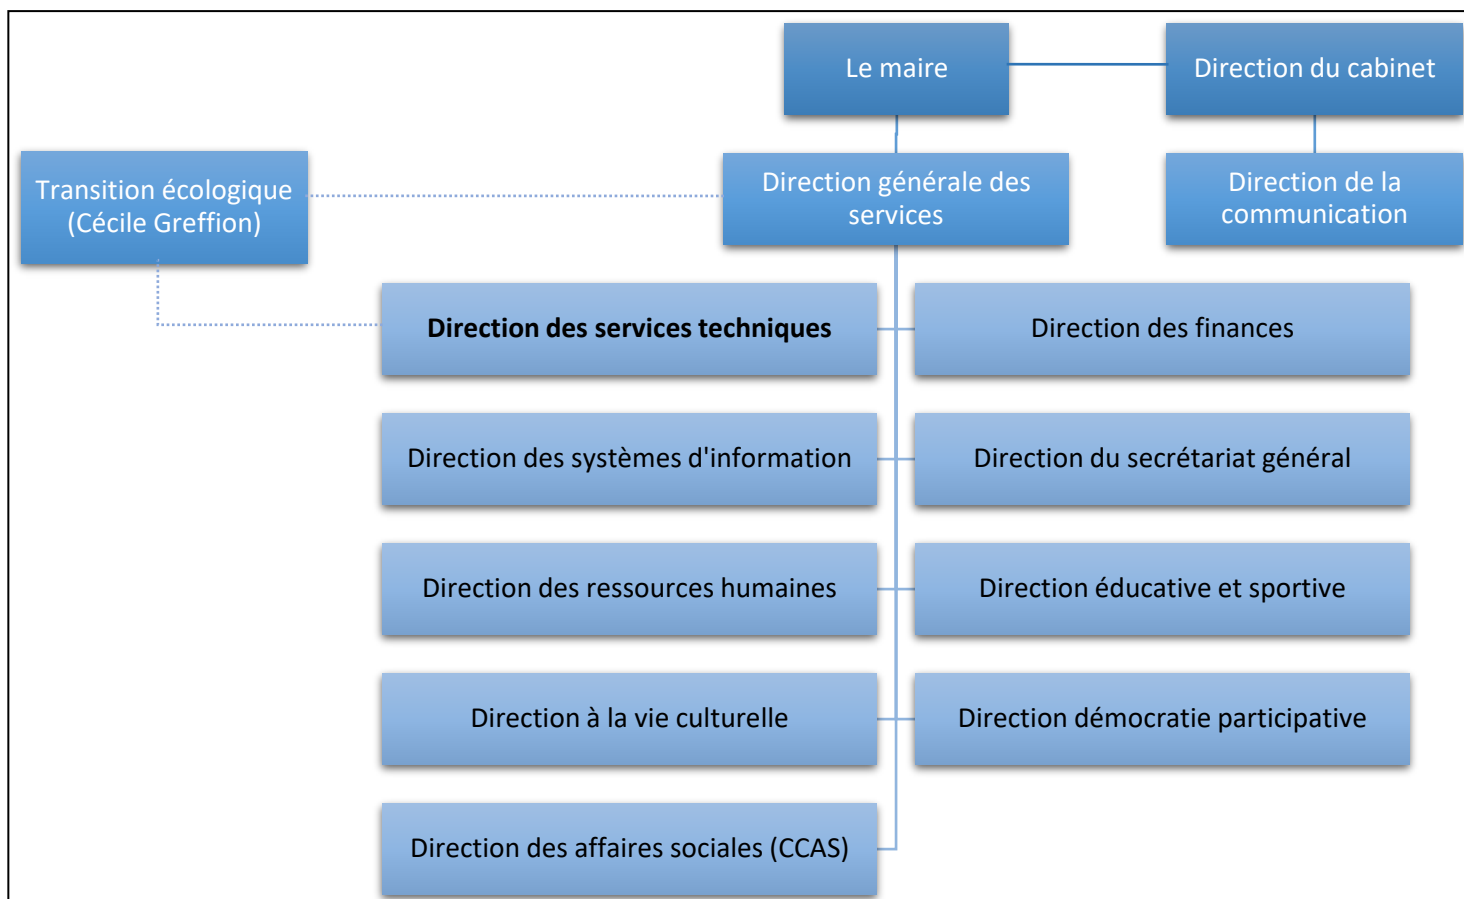 Le maire
Direction du cabinet
Transition écologique
(Cécile Greffion)
Direction générale des
services
Direction de la
communication
Direction des services techniques
Direction des finances
Direction des systèmes d'information
Direction du secrétariat général
Direction des ressources humaines
Direction éducative et sportive
Direction à la vie culturelle
Direction démocratie participative
Direction des affaires sociales (CCAS)